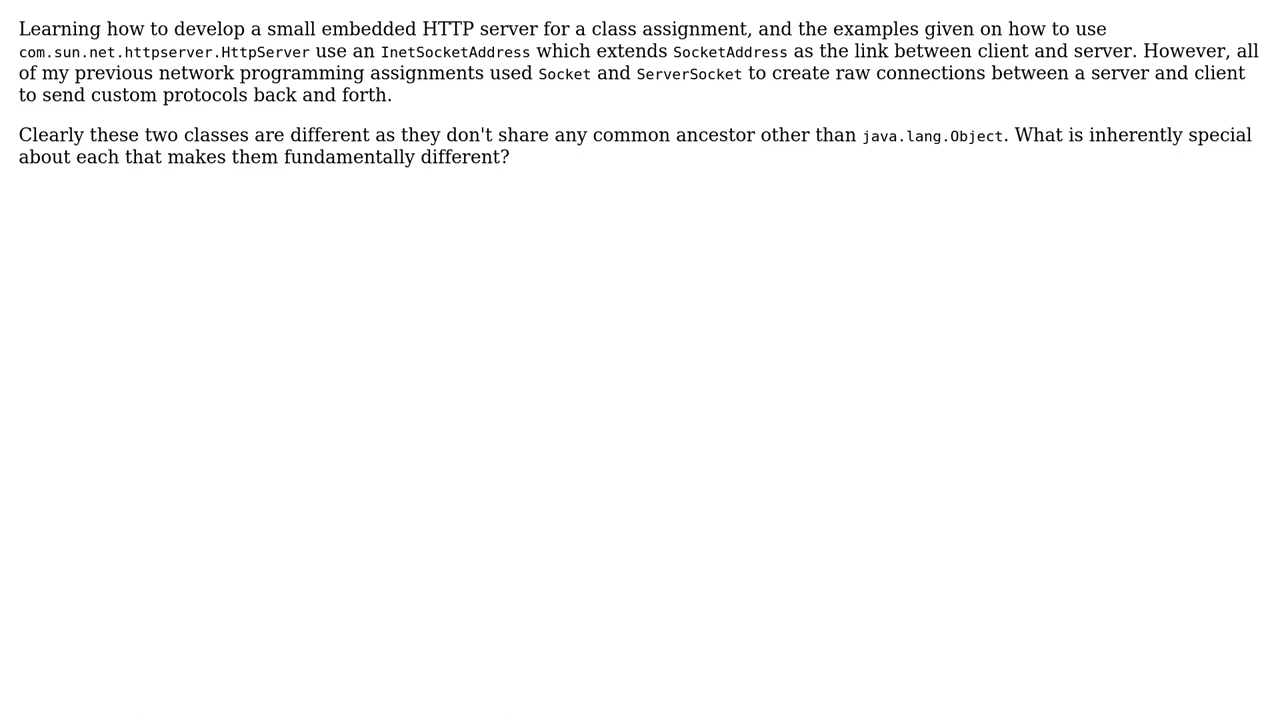 Learning how to develop a small embedded HTTP server for a class assignment, and the examples given on how to use
com.sun.net.httpserver.HttpServer use an InetSocketAddress which extends SocketAddress as the link between client and server. However, all
of my previous network programming assignments used Socket and ServerSocket to create raw connections between a server and client
to send custom protocols back and forth.
Clearly these two classes are different as they don't share any common ancestor other than java.lang.Object. What is inherently special
about each that makes them fundamentally different?